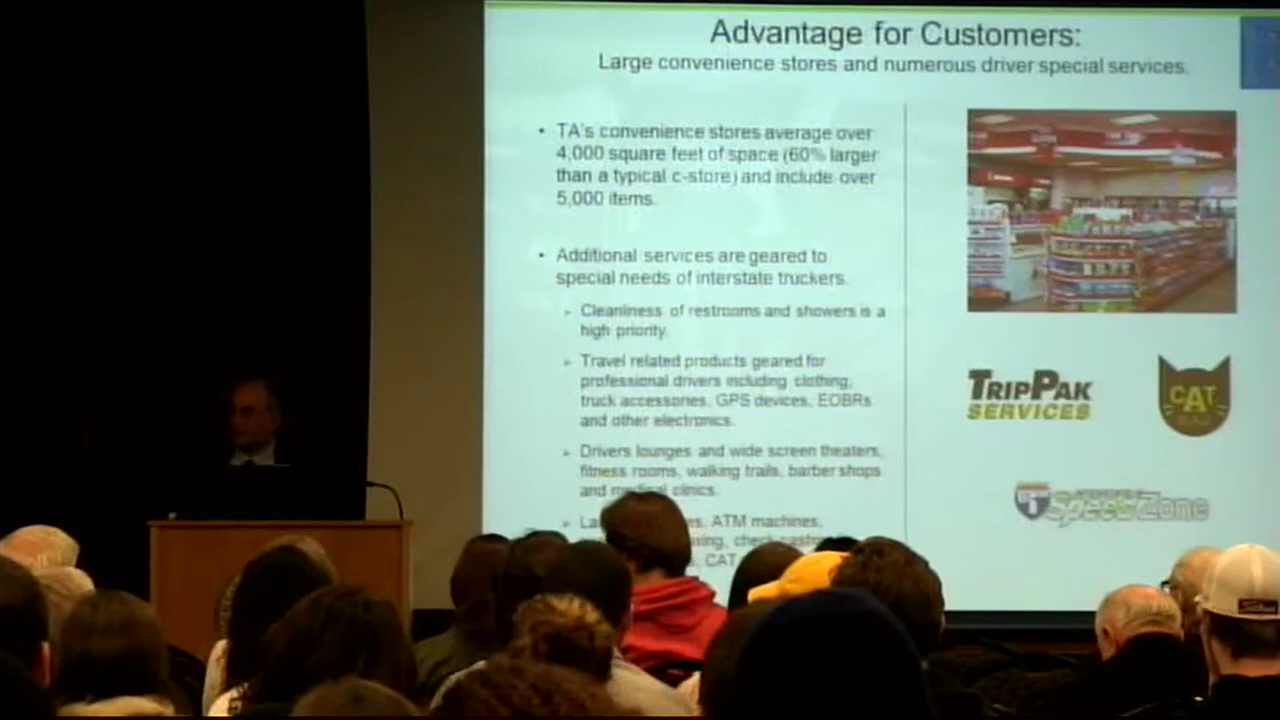 Advantage for Customers:
Large convenience stores and numerous driver special services.
• TA's convenience stores average over
4,000 square feet of space (60% larger
than a typical c-store) and include over
5,000 items.
• Additional services are geared to
special needs of interstate truckers.
Cleanliness of restrooms and showers is a
high priority.
Travel related products geared for
professional drivers including clothing,
truck accessories, GPS devices, EOBRs
and other electronics.
Drivers lounges and wide screen theaters,
fitness rooms, walking trails, barber shops
and medical clinics.
ATM machines,
CAT
TRIPPAK
SERVICES
CAT
SpeedZone